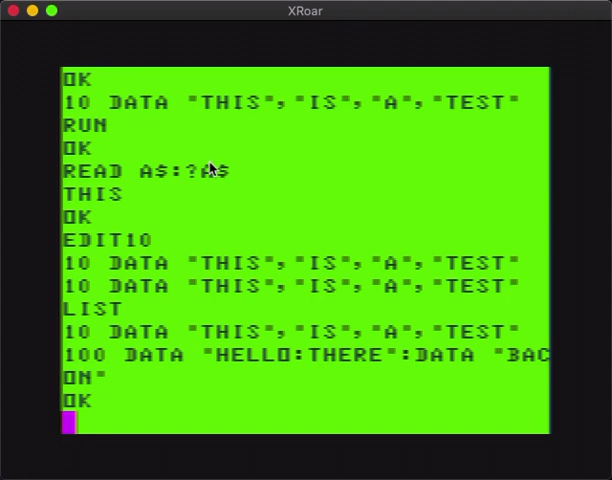 XRoar
OK
10 DATA "THIS","IS","A","TEST"
RUN
OK
READ A$:?A$
THIS
OK
EDIT10
10 DATA "THIS","IS","A","TEST"
10 DATA "THIS","IS","A","TEST"
LIST
10 DATA "THIS","IS","A","TEST"
100 DATA "HELLO:THERE":DATA "BAC
ON"
OK